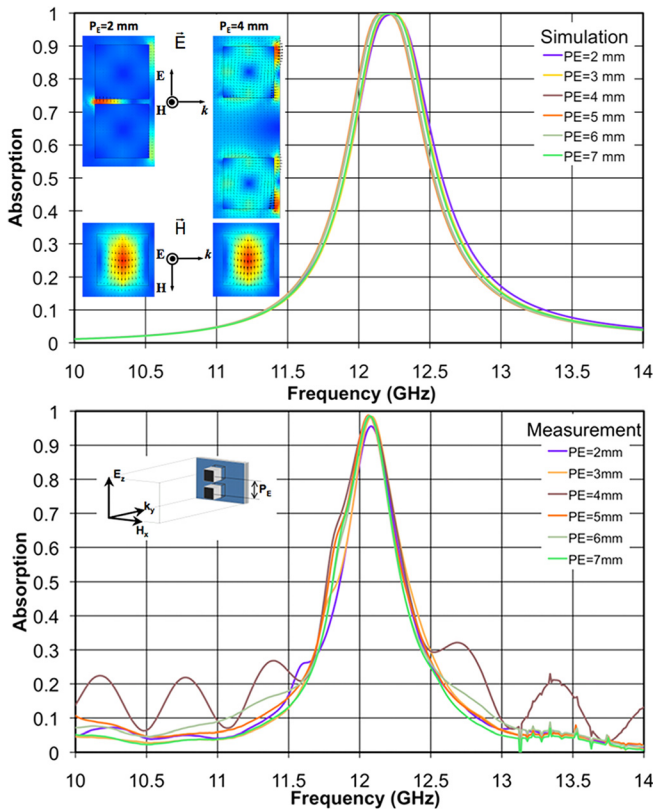 P_E=2 mm
P_E=4 mm
E
E
H
k
H
E
H
k
Simulation
PE=2 mm
PE=3 mm
PE=4 mm
PE=5 mm
PE=6 mm
PE=7 mm
Absorption
1
0.9
0.8
0.7
0.6
0.5
0.4
0.3
0.2
0.1
0
10
10.5
11
11.5
12
12.5
13
13.5
14
Frequency (GHz)
Measurement
PE=2mm
PE=3mm
PE=4mm
PE=5mm
PE=6mm
PE=7mm
E_z
k_y
H_x
P_E
Absorption
1
0.9
0.8
0.7
0.6
0.5
0.4
0.3
0.2
0.1
0
10
10.5
11
11.5
12
12.5
13
13.5
14
Frequency (GHz)